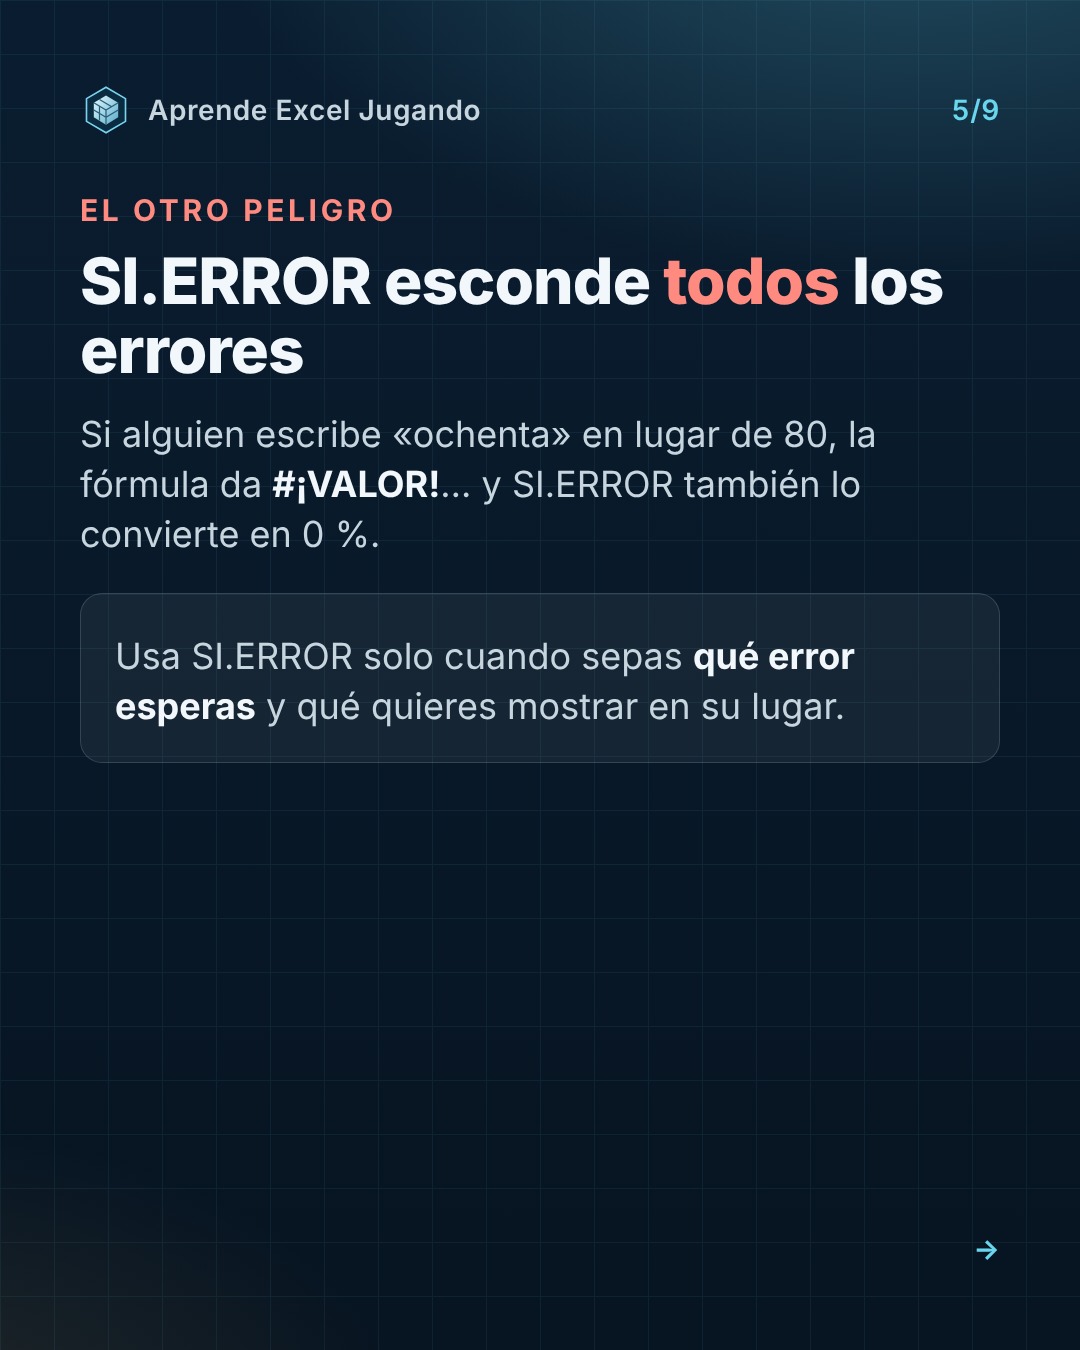 Aprende Excel Jugando
5/9
EL OTRO PELIGRO
SI.ERROR esconde todos los
errores
Si alguien escribe «ochenta» en lugar de 80, la
fórmula da #¡VALOR!... y SI.ERROR también lo
convierte en 0 %.
Usa SI.ERROR solo cuando sepas qué error
esperas y qué quieres mostrar en su lugar.
→